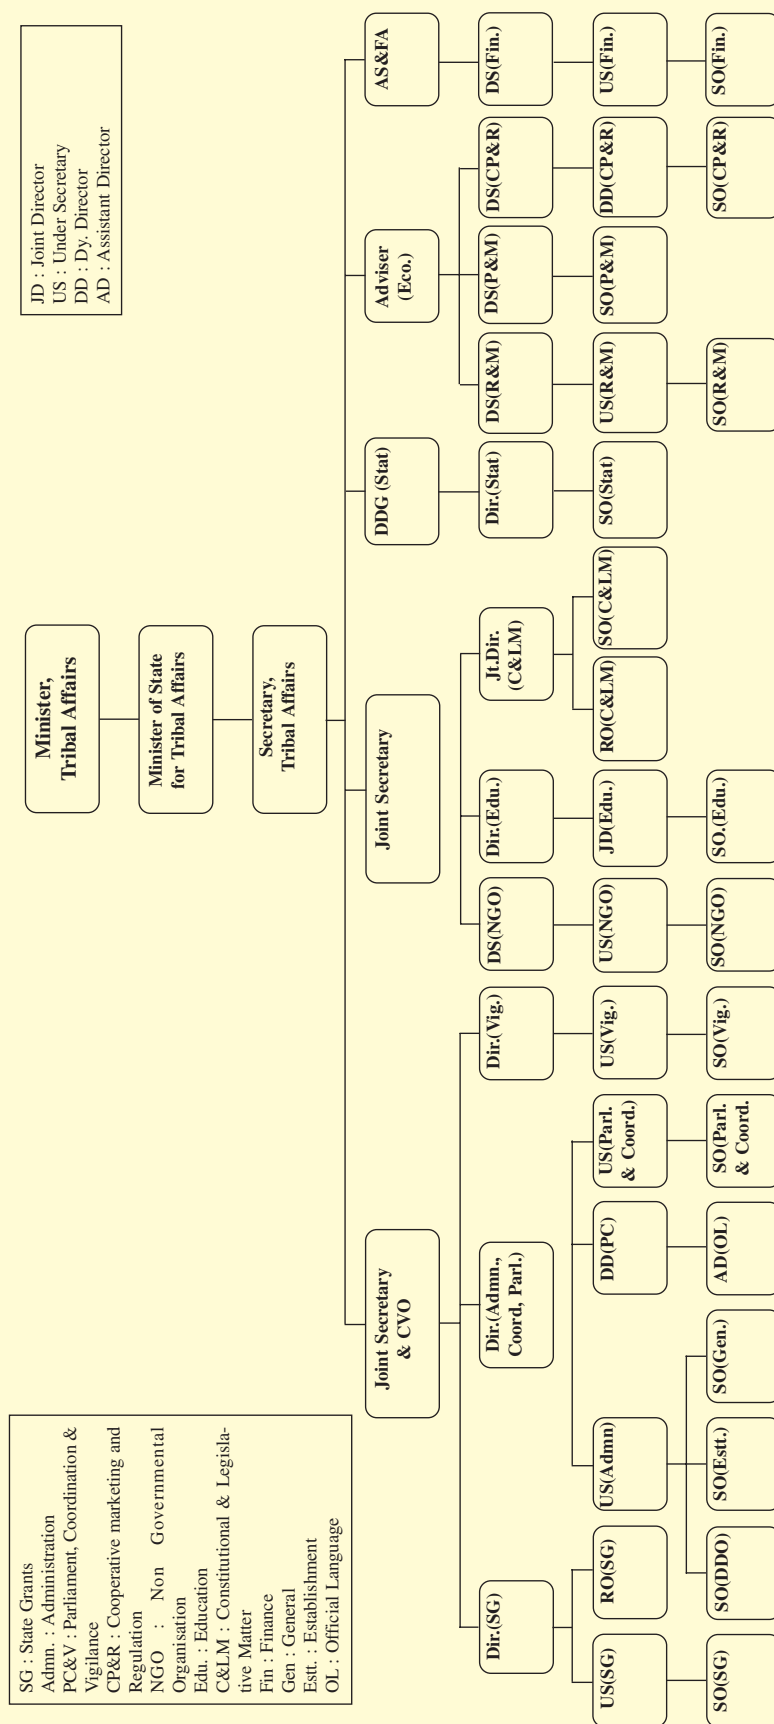 SG : State Grants
Admn. : Administration
PC&V : Parliament, Coordination &
Vigilance
CP&R : Cooperative marketing and
Regulation
NGO : Non Governmental
Organisation
Edu. : Education
C&LM : Constitutional & Legisla-
tive Matter
Fin : Finance
Gen : General
Estt. : Establishment
OL : Official Language
JD : Joint Director
US : Under Secretary
DD : Dy. Director
AD : Assistant Director
Minister,
Tribal Affairs
Minister of State
for Tribal Affairs
Secretary,
Tribal Affairs
Joint Secretary
& CVO
Joint Secretary
DDG (Stat)
Adviser
(Eco.)
AS&FA
Dir.(SG)
Dir.(Admn.,
Coord, Parl.)
Dir.(Vig.)
DS(NGO)
Dir.(Edu.)
Jt.Dir.
(C&LM)
Dir.(Stat)
DS(R&M)
DS(P&M)
DS(CP&R)
DS(Fin.)
US(SG)
RO(SG)
US(Admn)
DD(PC)
US(Parl.
& Coord.)
US(Vig.)
US(NGO)
JD(Edu.)
RO(C&LM)
SO(C&LM)
SO(Stat)
US(R&M)
SO(P&M)
DD(CP&R)
US(Fin.)
SO(SG)
SO(DDO)
SO(Estt.)
SO(Gen.)
AD(OL)
SO(Parl.
& Coord.
SO(Vig.)
SO(NGO)
SO.(Edu.)
SO(R&M)
SO(CP&R)
SO(Fin.)